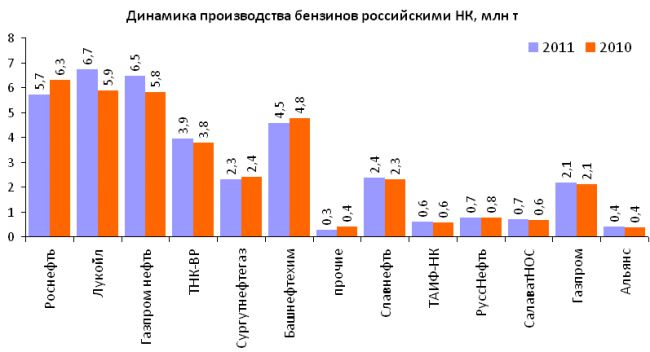 Динамика производства бензинов российскими НК, млн т
2011 2010
8
7
6
5
4
3
2
1
0
5,7 6,3
6,7 5,9
6,5 5,8
3,9 3,8
2,3 2,4
4,5 4,8
0,3 0,4
2,4 2,3
0,6 0,6
0,7 0,8
0,7 0,6
2,1 2,1
0,4 0,4
Роснефть
Лукойл
Газпром нефть
ТНК-ВР
Сургутнефтегаз
Башнефтехим
прочие
Славнефть
ТАИФ-НК
РуссНефть
СалаватНОС
Газпром
Альянс